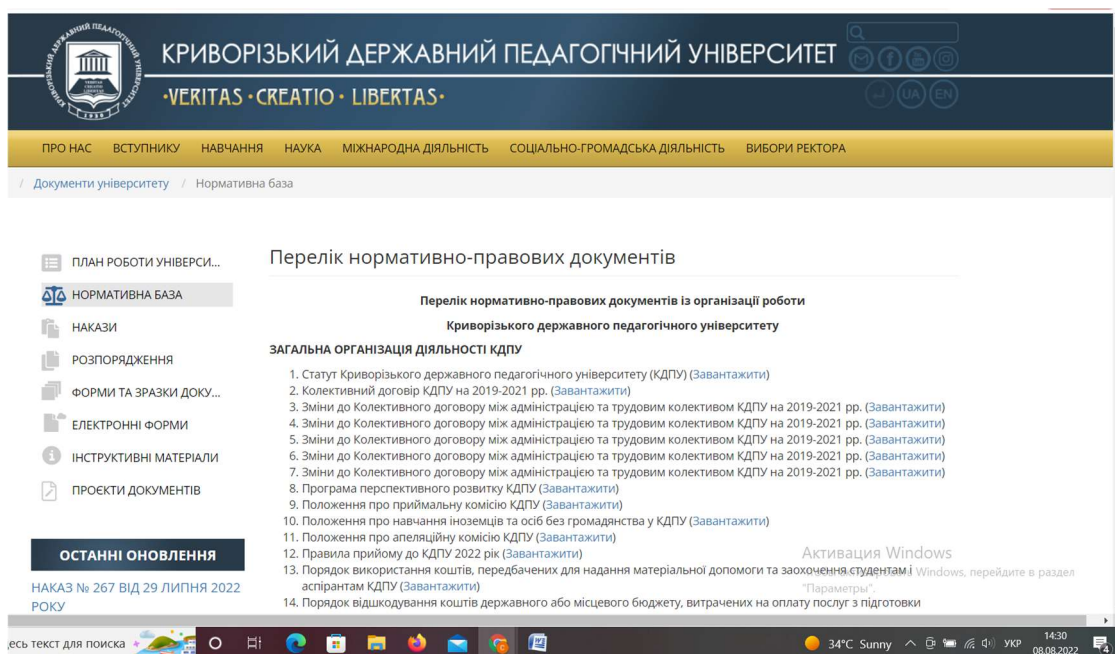 КРИВОРІЗЬКИЙ ДЕРЖАВНИЙ ПЕДАГОГІЧНИЙ УНІВЕРСИТЕТ
·VERITAS · CREATIO · LIBERTAS·
UA EN
1930
ПРО НАС ВСТУПНИКУ НАВЧАННЯ НАУКА МІЖНАРОДНА ДІЯЛЬНІСТЬ СОЦІАЛЬНО-ГРОМАДСЬКА ДІЯЛЬНІСТЬ ВИБОРИ РЕКТОРА
/ Документи університету / Нормативна база
ПЛАН РОБОТИ УНІВЕРСИ...
НОРМАТИВНА БАЗА
НАКАЗИ
РОЗПОРЯДЖЕННЯ
ФОРМИ ТА ЗРАЗКИ ДОКУ...
ЕЛЕКТРОННІ ФОРМИ
ІНСТРУКТИВНІ МАТЕРІАЛИ
ПРОЄКТИ ДОКУМЕНТІВ
ОСТАННІ ОНОВЛЕННЯ
НАКАЗ № 267 ВІД 29 ЛИПНЯ 2022
РОКУ
Перелік нормативно-правових документів
Перелік нормативно-правових документів із організації роботи
Криворізького державного педагогічного університету
ЗАГАЛЬНА ОРГАНІЗАЦІЯ ДІЯЛЬНОСТІ КДПУ
1. Статут Криворізького державного педагогічного університету (КДПУ) (Завантажити)
2. Колективний договір КДПУ на 2019-2021 рр. (Завантажити)
3. Зміни до Колективного договору між адміністрацією та трудовим колективом КДПУ на 2019-2021 рр. (Завантажити)
4. Зміни до Колективного договору між адміністрацією та трудовим колективом КДПУ на 2019-2021 рр. (Завантажити)
5. Зміни до Колективного договору між адміністрацією та трудовим колективом КДПУ на 2019-2021 рр. (Завантажити)
6. Зміни до Колективного договору між адміністрацією та трудовим колективом КДПУ на 2019-2021 рр. (Завантажити)
7. Зміни до Колективного договору між адміністрацією та трудовим колективом КДПУ на 2019-2021 рр. (Завантажити)
8. Програма перспективного розвитку КДПУ (Завантажити)
9. Положення про приймальну комісію КДПУ (Завантажити)
10. Положення про навчання іноземців та осіб без громадянства у КДПУ (Завантажити)
11. Положення про апеляційну комісію КДПУ (Завантажити)
12. Правила прийому до КДПУ 2022 рік (Завантажити)
13. Порядок використання коштів, передбачених для надання матеріальної допомоги та заохочення студентам і
аспірантам КДПУ (Завантажити)
14. Порядок відшкодування коштів державного або місцевого бюджету, витрачених на оплату послуг з підготовки
Активация Windows
Windows, перейдите в раздел
"Параметры".
есь текст для поиска
34°C Sunny УКР 14:30
08.08.2022
4